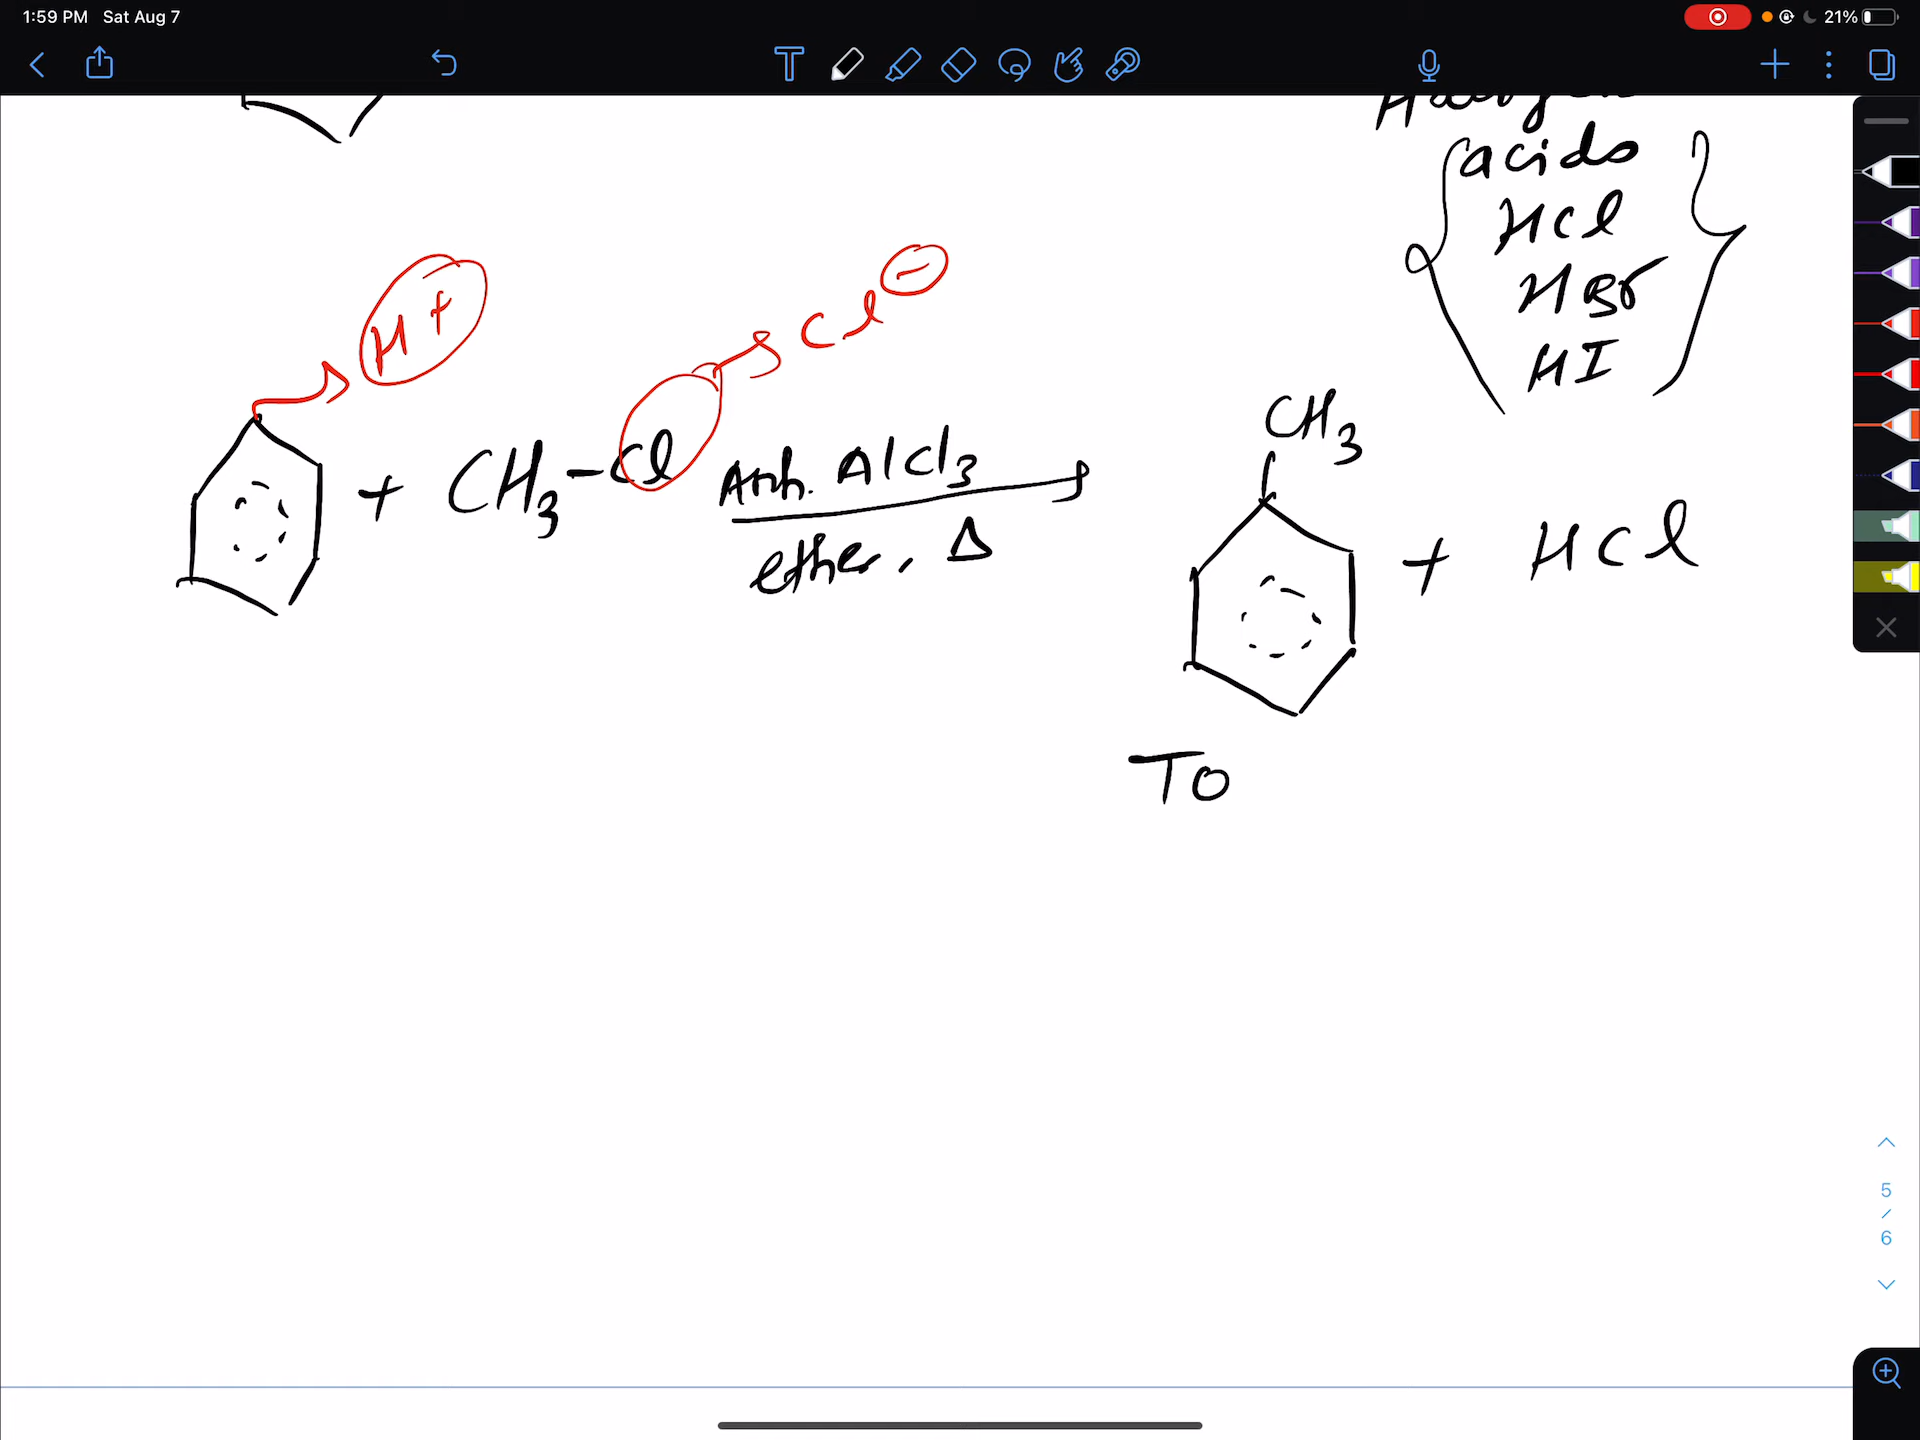 1:59 PM Sat Aug 7
21%
T
acids
HCl
HBr
HI
H+
Cl −
+ CH3-Cl
Anh. AlCl3
ether, Δ
CH3
+ HCl
To
5
/
6